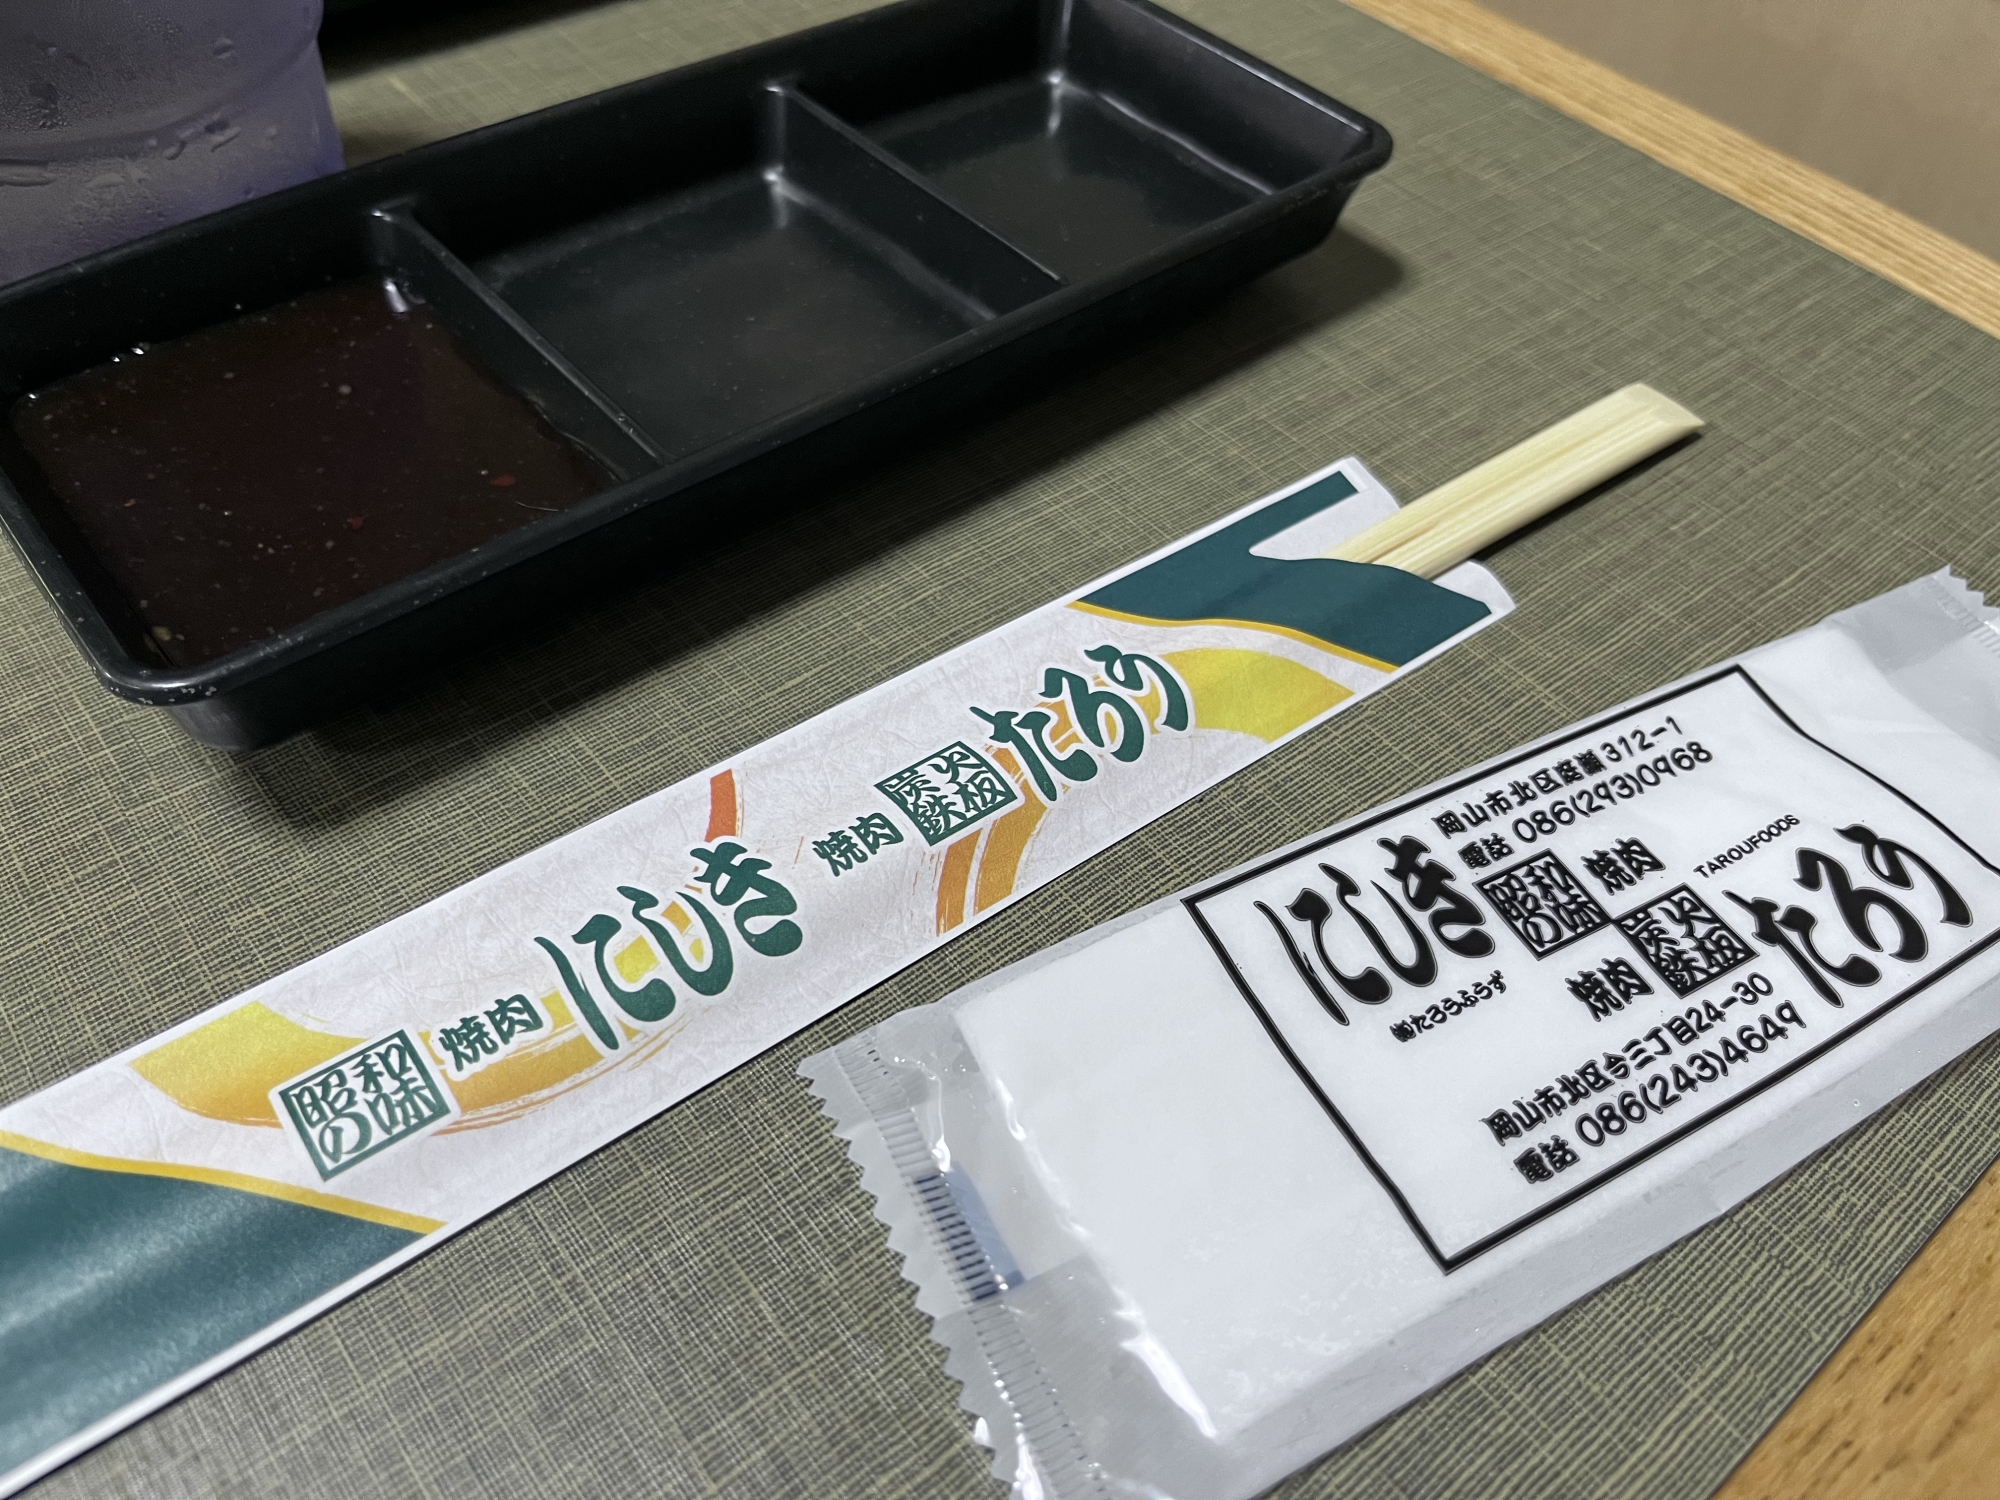 昭和の味
焼肉
にしき
焼肉
炭火鉄板
たろう
岡山市北区庭瀬312-1
電話 086(293)0968
にしき
昭和の味
焼肉
TAROUFOODS
㈱たろうふうず
焼肉
炭火鉄板
たろう
岡山市北区今三丁目24-30
電話 086(243)4649